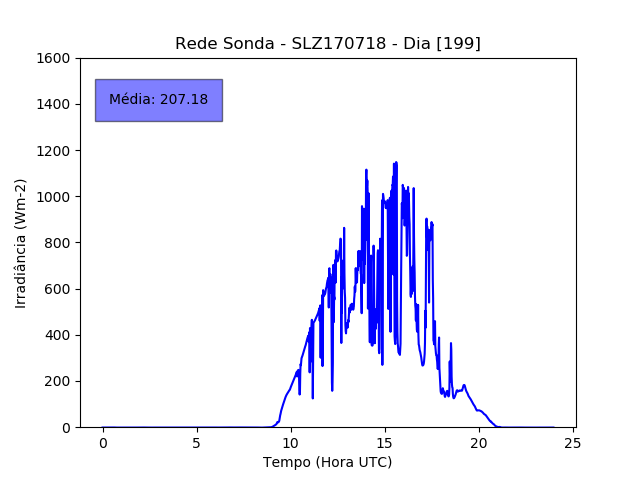 Rede Sonda - SLZ170718 - Dia [199]
1600
1400
1200
1000
800
600
400
200
0
Média: 207.18
Irradiância (Wm-2)
0 5 10 15 20 25
Tempo (Hora UTC)